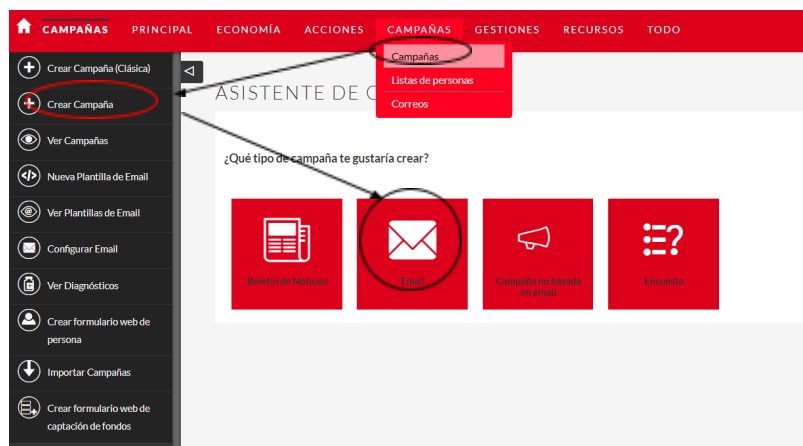 CAMPAÑAS PRINCIPAL ECONOMÍA ACCIONES CAMPAÑAS GESTIONES RECURSOS TODO
Campañas
Listas de personas
Correos
Crear Campaña (Clásica)
Crear Campaña
Ver Campañas
Nueva Plantilla de Email
Ver Plantillas de Email
Configurar Email
Ver Diagnósticos
Crear formulario web de
persona
Importar Campañas
Crear formulario web de
captación de fondos
ASISTENTE DE C
¿Qué tipo de campaña te gustaría crear?
Boletín de Noticias
Email
Campaña no basada
en email
Encuesta